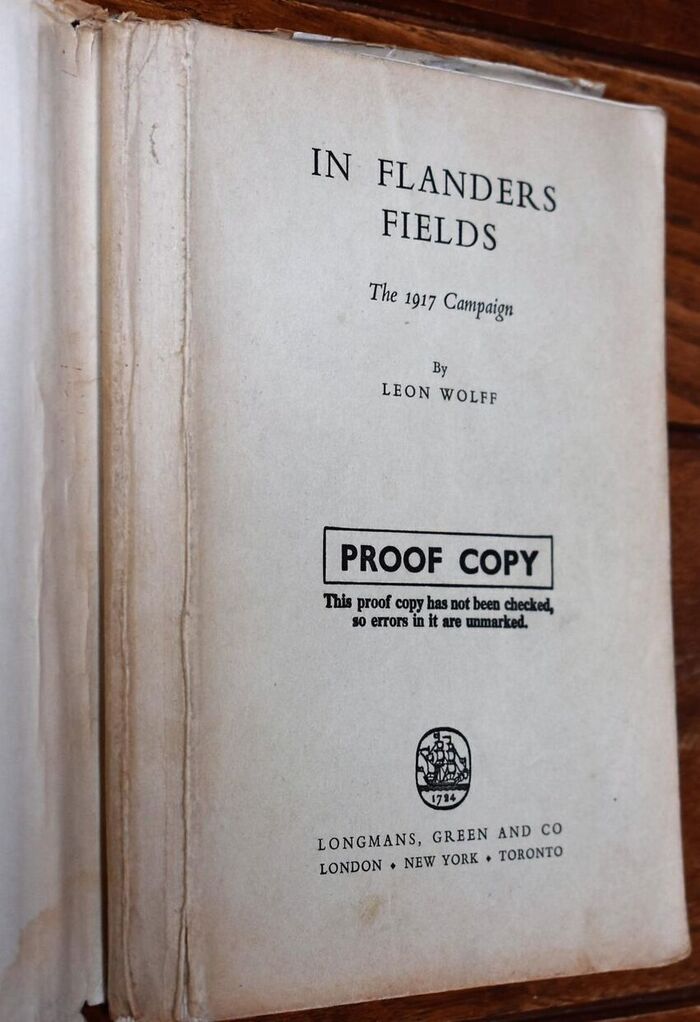 IN FLANDERS
FIELDS
The 1917 Campaign
By
LEON WOLFF
PROOF COPY
This proof copy has not been checked,
so errors in it are unmarked.
1724
LONGMANS, GREEN AND CO
LONDON ♦ NEW YORK ♦ TORONTO